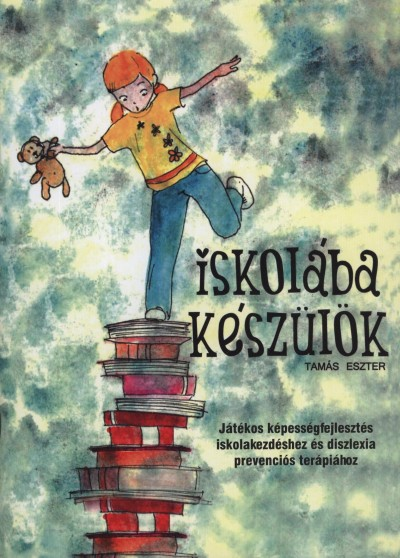 iskolába
készülök
TAMÁS ESZTER
Játékos képességfejlesztés
iskolakezdéshez és diszlexia
prevenciós terápiához